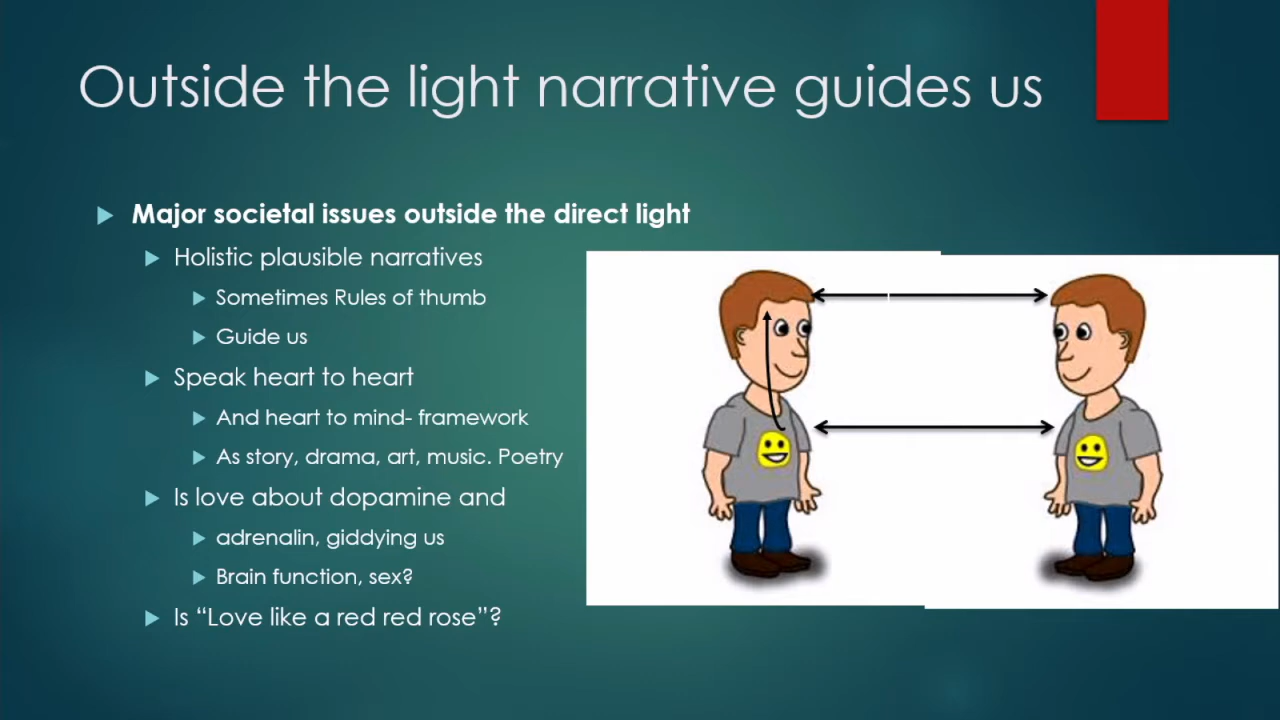 Outside the light narrative guides us
Major societal issues outside the direct light
Holistic plausible narratives
Sometimes Rules of thumb
Guide us
Speak heart to heart
And heart to mind- framework
As story, drama, art, music. Poetry
Is love about dopamine and
adrenalin, giddying us
Brain function, sex?
Is “Love like a red red rose”?